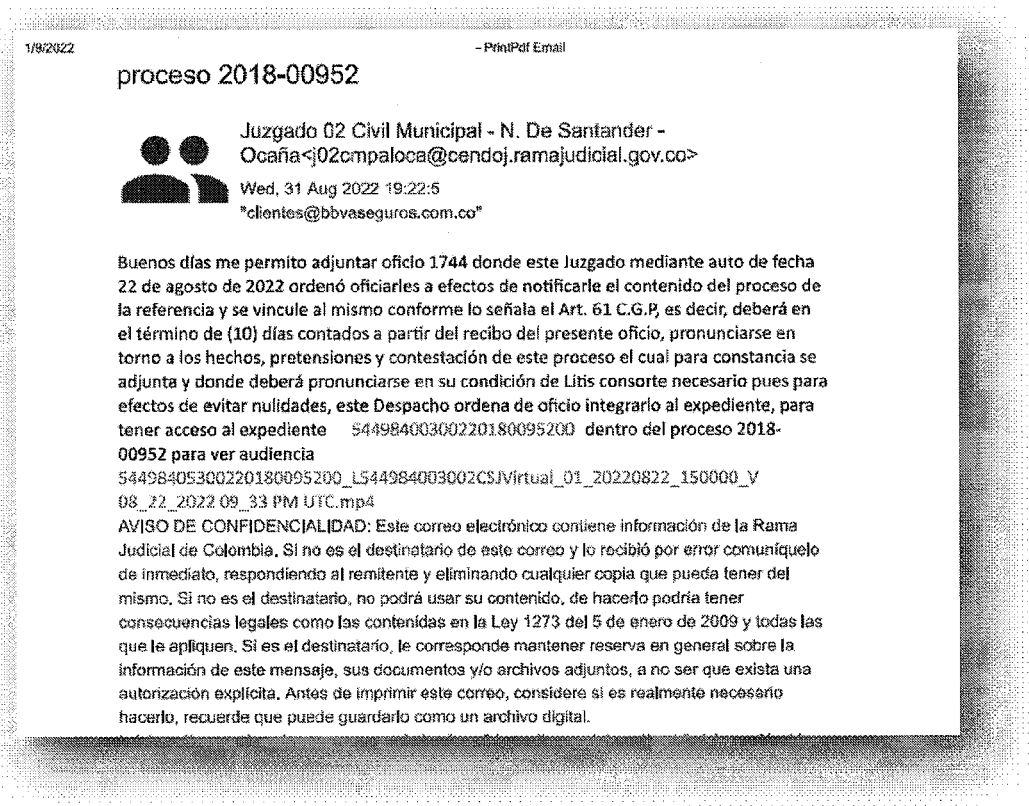 1/9/2022
- PrintPdf Email
proceso 2018-00952
Juzgado 02 Civil Municipal - N. De Santander -
Ocaña<j02cmpaloca@cendoj.ramajudicial.gov.co>
Wed, 31 Aug 2022 19:22:5
"clientes@bbvaseguros.com.co"
Buenos días me permito adjuntar oficio 1744 donde este Juzgado mediante auto de fecha
22 de agosto de 2022 ordenó oficiarles a efectos de notificarle el contenido del proceso de
la referencia y se vincule al mismo conforme lo señala el Art. 61 C.G.P, es decir, deberá en
el término de (10) días contados a partir del recibo del presente oficio, pronunciarse en
torno a los hechos, pretensiones y contestación de este proceso el cual para constancia se
adjunta y donde deberá pronunciarse en su condición de Litis consorte necesario pues para
efectos de evitar nulidades, este Despacho ordena de oficio integrarlo al expediente, para
tener acceso al expediente 54498400300220180095200 dentro del proceso 2018-
00952 para ver audiencia
54498405300220180095200_L544984003002CSJVirtual_01_20220822_150000_V
08_22_2022 09_33 PM UTC.mp4
AVISO DE CONFIDENCIALIDAD: Este correo electrónico contiene información de la Rama
Judicial de Colombia. Si no es el destinatario de este correo y lo recibió por error comuníquelo
de inmediato, respondiendo al remitente y eliminando cualquier copia que pueda tener del
mismo. Si no es el destinatario, no podrá usar su contenido, de hacerlo podría tener
consecuencias legales como las contenidas en la Ley 1273 del 5 de enero de 2009 y todas las
que le apliquen. Si es el destinatario, le corresponde mantener reserva en general sobre la
información de este mensaje, sus documentos y/o archivos adjuntos, a no ser que exista una
autorización explícita. Antes de imprimir este correo, considere si es realmente necesario
hacerlo, recuerde que puede guardarlo como un archivo digital.